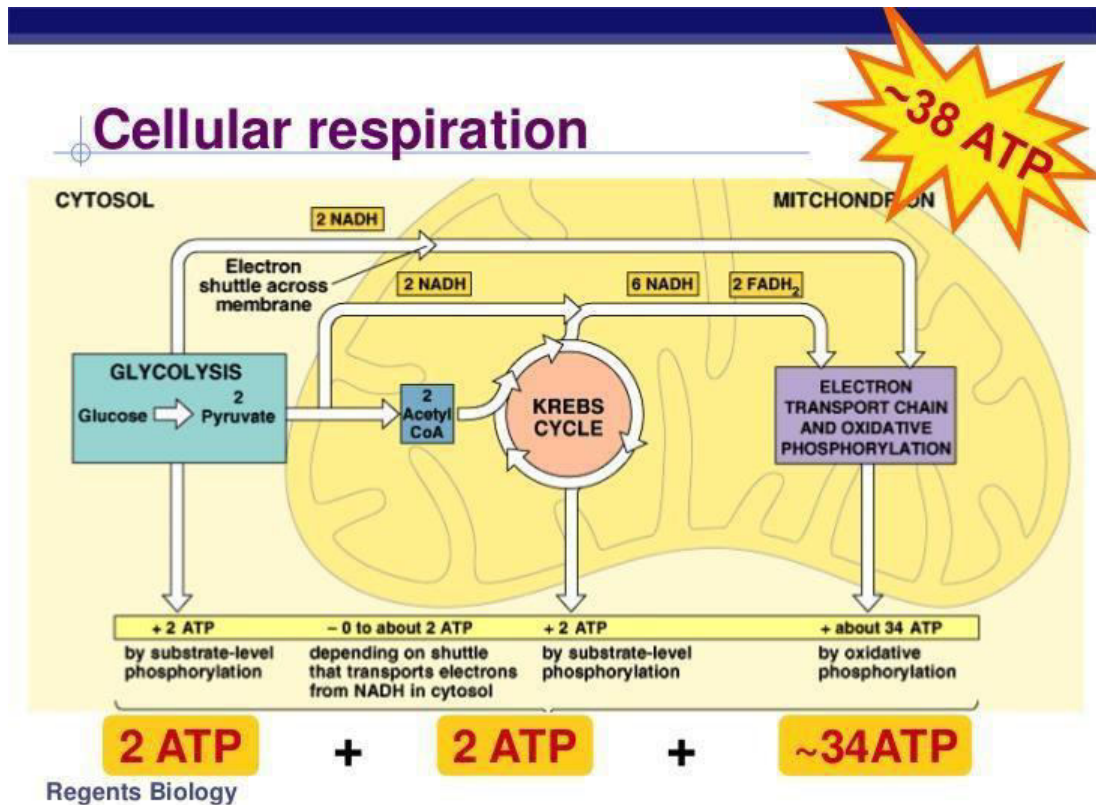 ~38 ATP
Cellular respiration
CYTOSOL
MITCHONDRION
2 NADH
Electron
shuttle across
membrane
2 NADH
6 NADH
2 FADH₂
GLYCOLYSIS
2
Glucose
Pyruvate
2
Acetyl
CoA
KREBS
CYCLE
ELECTRON
TRANSPORT CHAIN
AND OXIDATIVE
PHOSPHORYLATION
+ 2 ATP
by substrate-level
phosphorylation
– 0 to about 2 ATP
depending on shuttle
that transports electrons
from NADH in cytosol
+ 2 ATP
by substrate-level
phosphorylation
+ about 34 ATP
by oxidative
phosphorylation
2 ATP + 2 ATP + ~34ATP
Regents Biology